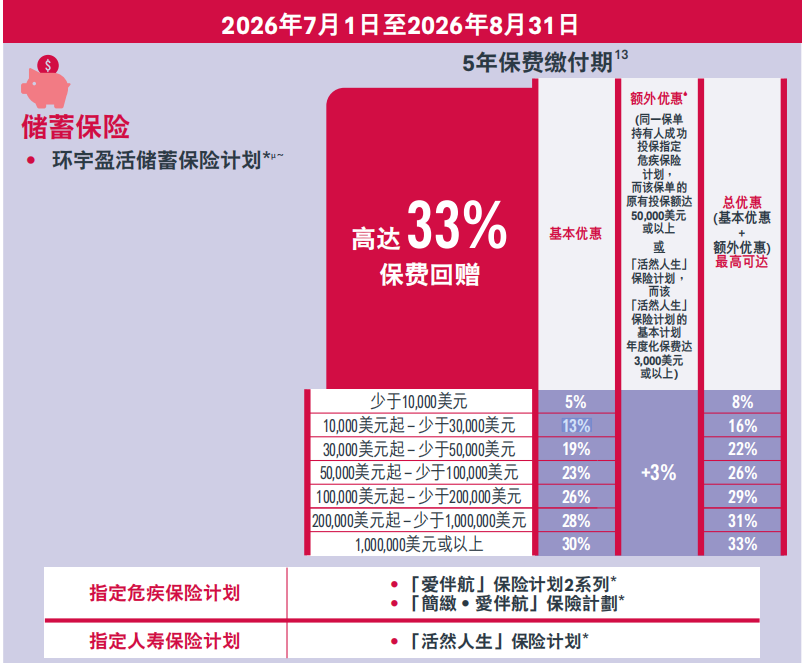 2026年7月1日至2026年8月31日
5年保费缴付期13
$
储蓄保险
• 环宇盈活储蓄保险计划*µ~
高达33%
保费回赠
基本优惠
额外优惠♦
(同一保单
持有人成功
投保指定
危疾保险
计划，
而该保单的
原有投保额达
50,000美元
或以上
或
「活然人生」
保险计划，
而该
「活然人生」
保险计划的
基本计划
年度化保费达
3,000美元
或以上)
总优惠
(基本优惠
+
额外优惠)
最高可达
少于10,000美元 5% 8%
10,000美元起 – 少于30,000美元 13% 16%
30,000美元起 – 少于50,000美元 19% 22%
50,000美元起 – 少于100,000美元 23% +3% 26%
100,000美元起 – 少于200,000美元 26% 29%
200,000美元起 – 少于1,000,000美元 28% 31%
1,000,000美元或以上 30% 33%
指定危疾保险计划
• 「爱伴航」保险计划2系列*
• 「簡緻•愛伴航」保險計劃*
指定人寿保险计划
• 「活然人生」保险计划*